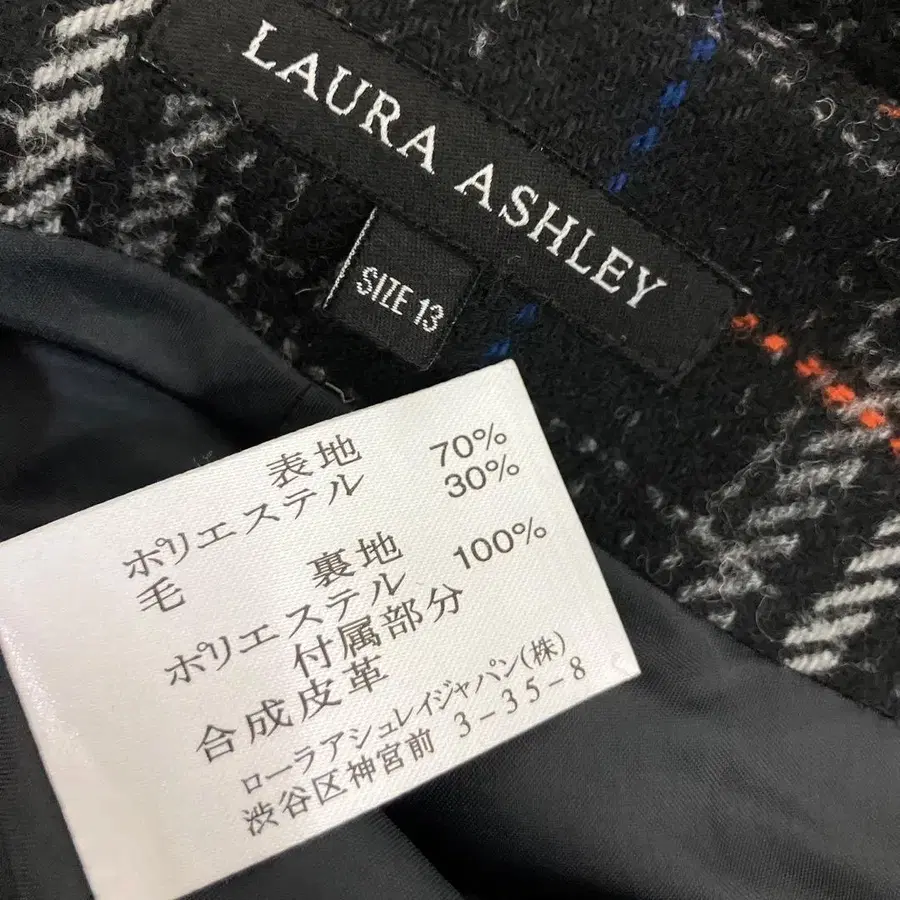 LAURA ASHLEY
SIZE 13
表地
ポリエステル 70%
毛 30%
裏地
ポリエステル 100%
付属部分
合成皮革
ローラアシュレイジャパン(株)
渋谷区神宮前 3-35-8